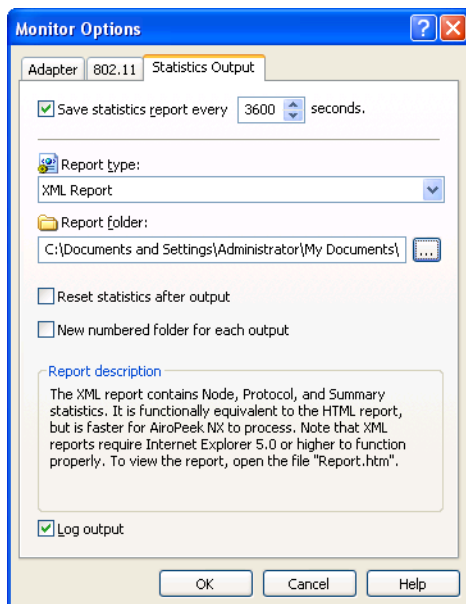 Monitor Options
Adapter 802.11 Statistics Output
Save statistics report every 3600 seconds.
Report type:
XML Report
Report folder:
C:\Documents and Settings\Administrator\My Documents\ ...
Reset statistics after output
New numbered folder for each output
Report description
The XML report contains Node, Protocol, and Summary
statistics. It is functionally equivalent to the HTML report,
but is faster for AiroPeek NX to process. Note that XML
reports require Internet Explorer 5.0 or higher to function
properly. To view the report, open the file "Report.htm".
Log output
OK Cancel Help